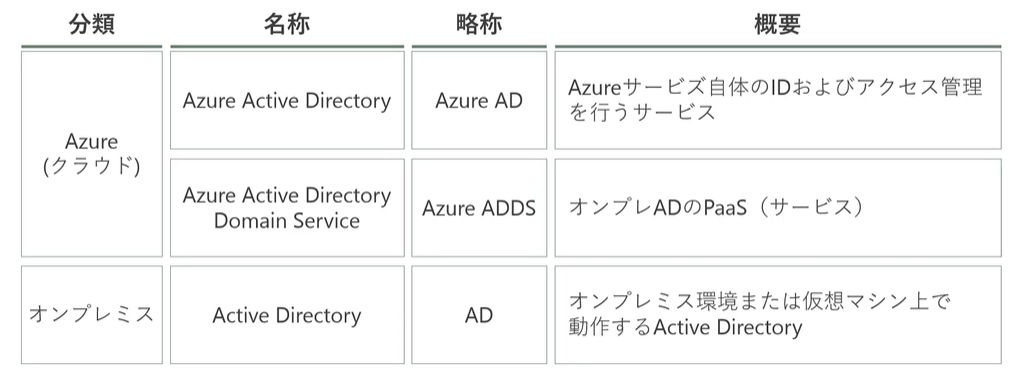 分類
名称
略称
概要
Azure
(クラウド)
Azure Active Directory
Azure AD
Azureサービズ自体のIDおよびアクセス管理
を行うサービス
Azure Active Directory
Domain Service
Azure ADDS
オンプレADのPaaS（サービス）
オンプレミス
Active Directory
AD
オンプレミス環境または仮想マシン上で
動作するActive Directory